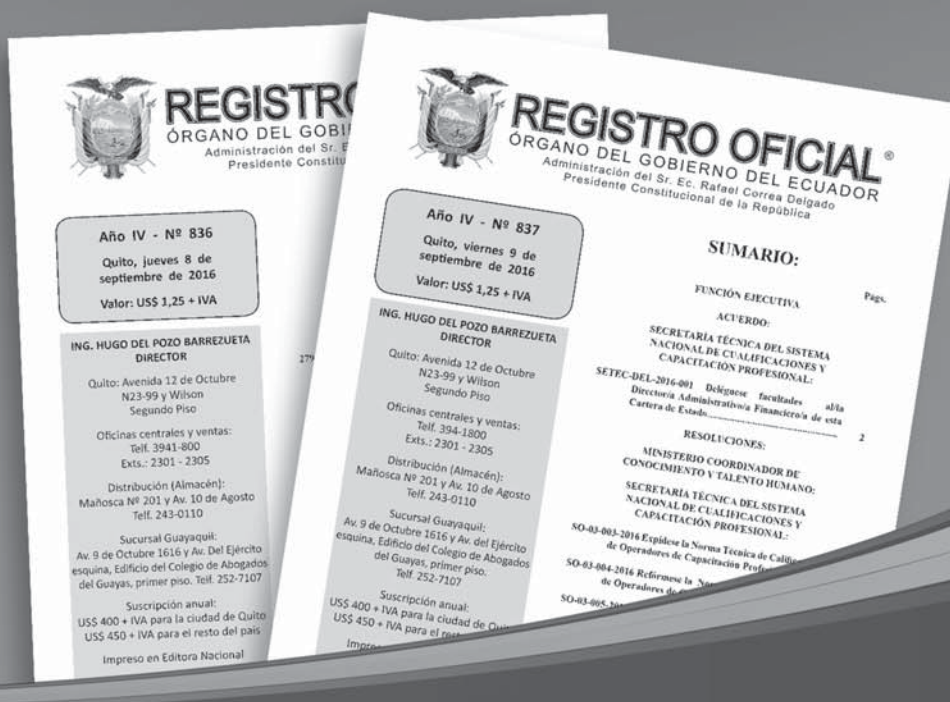 REGISTRO
ÓRGANO DEL GOBI
Administración del Sr. E
Presidente Constitu
Año IV - Nº 836
Quito, jueves 8 de
septiembre de 2016
Valor: US$ 1,25 + IVA
ING. HUGO DEL POZO BARREZUETA
DIRECTOR
Quito: Avenida 12 de Octubre
N23-99 y Wilson
Segundo Piso
Oficinas centrales y ventas:
Telf. 3941-800
Exts.: 2301 - 2305
Distribución (Almacén):
Mañosca Nº 201 y Av. 10 de Agosto
Telf. 243-0110
Sucursal Guayaquil:
Av. 9 de Octubre 1616 y Av. Del Ejército
esquina, Edificio del Colegio de Abogados
del Guayas, primer piso. Telf. 252-7107
Suscripción anual:
US$ 400 + IVA para la ciudad de Quito
US$ 450 + IVA para el resto del país
Impreso en Editora Nacional
279
REGISTRO OFICIAL®
ÓRGANO DEL GOBIERNO DEL ECUADOR
Administración del Sr. Ec. Rafael Correa Delgado
Presidente Constitucional de la República
Año IV - Nº 837
Quito, viernes 9 de
septiembre de 2016
Valor: US$ 1,25 + IVA
ING. HUGO DEL POZO BARREZUETA
DIRECTOR
Quito: Avenida 12 de Octubre
N23-99 y Wilson
Segundo Piso
Oficinas centrales y ventas:
Telf. 394-1800
Exts.: 2301 - 2305
Distribución (Almacén):
Mañosca Nº 201 y Av. 10 de Agosto
Telf. 243-0110
Sucursal Guayaquil:
Av. 9 de Octubre 1616 y Av. Del Ejército
esquina, Edificio del Colegio de Abogados
del Guayas, primer piso.
Telf. 252-7107
Suscripción anual:
US$ 400 + IVA para la ciudad de Qui
US$ 450 + IVA para el rest
Impre
SUMARIO:
Págs.
FUNCIÓN EJECUTIVA
ACUERDO:
SECRETARÍA TÉCNICA DEL SISTEMA
NACIONAL DE CUALIFICACIONES Y
CAPACITACIÓN PROFESIONAL:
SETEC-DEL-2016-001 Deléguese facultades al/la
Director/a Administrativo/a Financiero/a de esta
Cartera de Estado 2
RESOLUCIONES:
MINISTERIO COORDINADOR DE
CONOCIMIENTO Y TALENTO HUMANO:
SECRETARÍA TÉCNICA DEL SISTEMA
NACIONAL DE CUALIFICACIONES Y
CAPACITACIÓN PROFESIONAL:
SO-03-003-2016 Expídese la Norma Técnica de Califi
de Operadores de Capacitación Profe
SO-03-004-2016 Refórmese la No
de Operadores de
SO-03-005-20